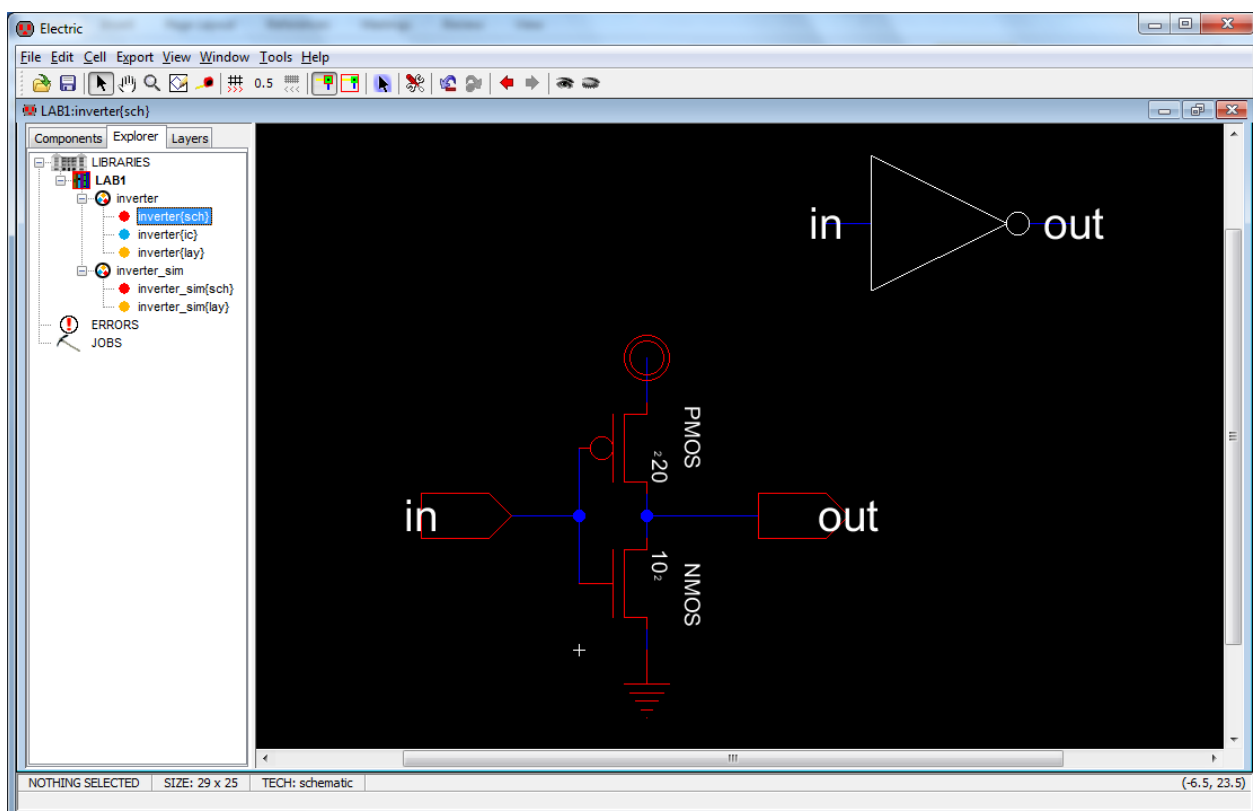 Electric
File Edit Cell Export View Window Tools Help
0.5
LAB1:inverter{sch}
Components Explorer Layers
LIBRARIES
LAB1
inverter
inverter{sch}
inverter{ic}
inverter{lay}
inverter_sim
inverter_sim{sch}
inverter_sim{lay}
ERRORS
JOBS
in
out
PMOS
2 20
in
out
10 2
NMOS
NOTHING SELECTED SIZE: 29 x 25 TECH: schematic (-6.5, 23.5)